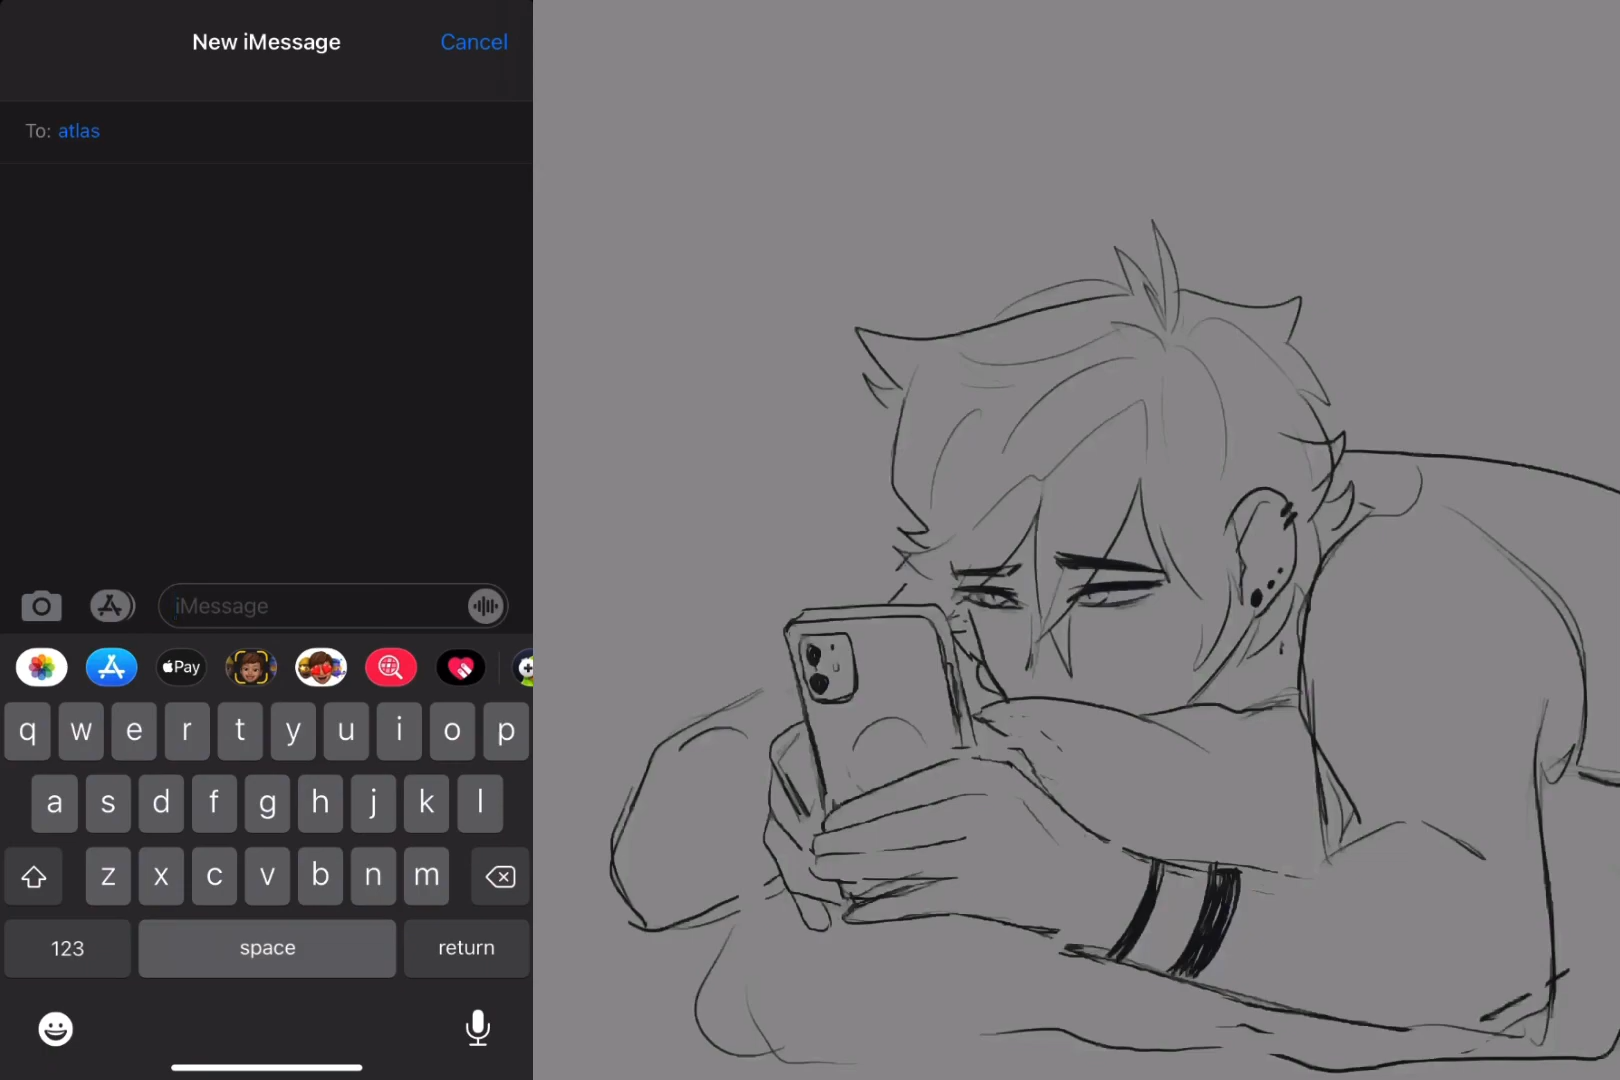 New iMessage
Cancel
To: atlas
iMessage
Pay
q w e r t y u i o p
a s d f g h j k l
z x c v b n m
123 space return